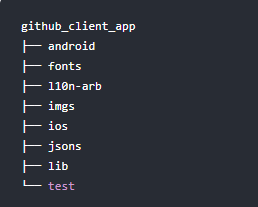 github_client_app
├── android
├── fonts
├── l10n-arb
├── imgs
├── ios
├── jsons
├── lib
└── test